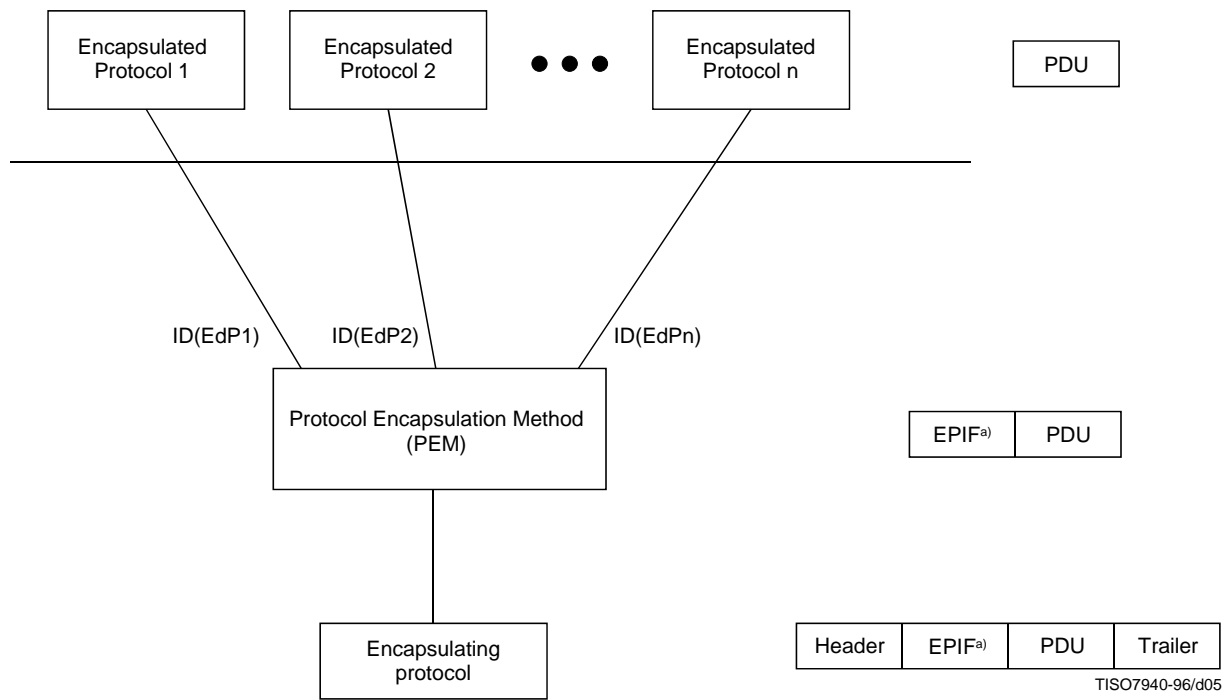 Encapsulated
Protocol 1
Encapsulated
Protocol 2
Encapsulated
Protocol n
PDU
ID(EdP1)
ID(EdP2)
ID(EdPn)
Protocol Encapsulation Method
(PEM)
EPIFa)
PDU
Encapsulating
protocol
Header
EPIFa)
PDU
Trailer
TISO7940-96/d05